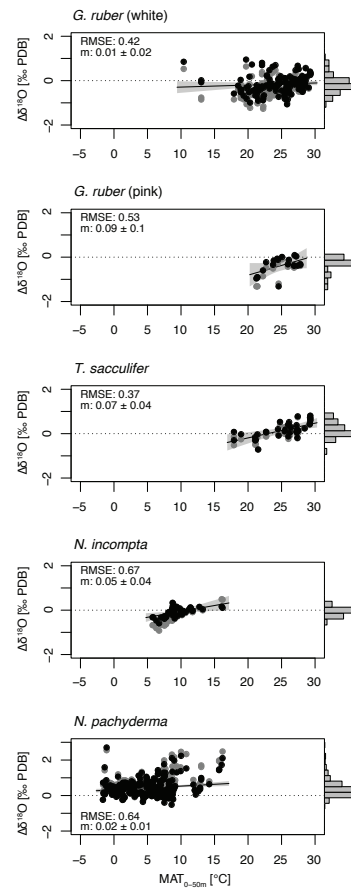 G. ruber (white)
RMSE: 0.42
m: 0.01 ± 0.02
Δδ¹⁸O [‰ PDB]
2
0
−2
−5 0 5 10 15 20 25 30
G. ruber (pink)
RMSE: 0.53
m: 0.09 ± 0.1
Δδ¹⁸O [‰ PDB]
2
0
−2
−5 0 5 10 15 20 25 30
T. sacculifer
RMSE: 0.37
m: 0.07 ± 0.04
Δδ¹⁸O [‰ PDB]
2
0
−2
−5 0 5 10 15 20 25 30
N. incompta
RMSE: 0.67
m: 0.05 ± 0.04
Δδ¹⁸O [‰ PDB]
2
0
−2
−5 0 5 10 15 20 25 30
N. pachyderma
Δδ¹⁸O [‰ PDB]
2
0
−2
RMSE: 0.64
m: 0.02 ± 0.01
−5 0 5 10 15 20 25 30
MAT₀₋₅₀ₘ [°C]